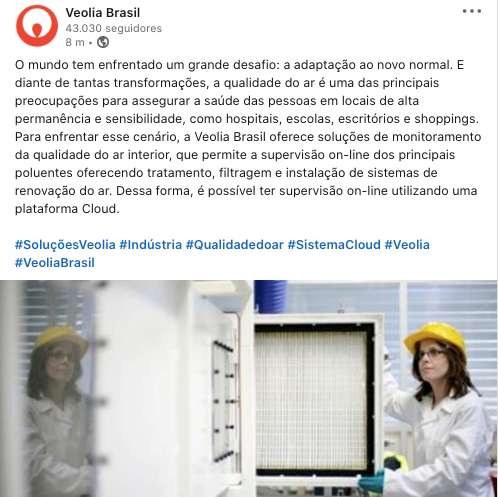 Veolia Brasil
43.030 seguidores
8 m •
O mundo tem enfrentado um grande desafio: a adaptação ao novo normal. E
diante de tantas transformações, a qualidade do ar é uma das principais
preocupações para assegurar a saúde das pessoas em locais de alta
permanência e sensibilidade, como hospitais, escolas, escritórios e shoppings.
Para enfrentar esse cenário, a Veolia Brasil oferece soluções de monitoramento
da qualidade do ar interior, que permite a supervisão on-line dos principais
poluentes oferecendo tratamento, filtragem e instalação de sistemas de
renovação do ar. Dessa forma, é possível ter supervisão on-line utilizando uma
plataforma Cloud.
#SoluçõesVeolia #Indústria #Qualidadedoar #SistemaCloud #Veolia
#VeoliaBrasil